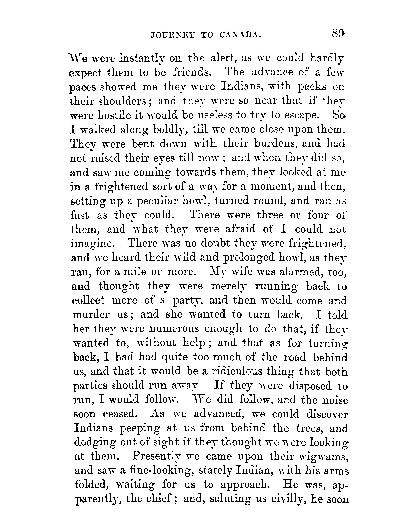 JOURNEY TO CANADA. 89
We were instantly on the alert, as we could hardly
expect them to be friends. The advance of a few
paces showed me they were Indians, with packs on
their shoulders; and they were so near that if they
were hostile it would be useless to try to escape. So
I walked along boldly, till we came close upon them.
They were bent down with their burdens, and had
not raised their eyes till now; and when they did so,
and saw me coming towards them, they looked at me
in a frightened sort of a way for a moment, and then,
setting up a peculiar howl, turned round, and ran as
fast as they could. There were three or four of
them, and what they were afraid of I could not
imagine. There was no doubt they were frightened,
and we heard their wild and prolonged howl, as they
ran, for a mile or more. My wife was alarmed, too,
and thought they were merely running back to
collect more of a party, and then would come and
murder us; and she wanted to turn back. I told
her they were numerous enough to do that, if they
wanted to, without help; and that as for turning
back, I had had quite too much of the road behind
us, and that it would be a ridiculous thing that both
parties should run away. If they were disposed to
run, I would follow. We did follow, and the noise
soon ceased. As we advanced, we could discover
Indians peeping at us from behind the trees, and
dodging out of sight if they thought we were looking
at them. Presently we came upon their wigwams,
and saw a fine-looking, stately Indian, with his arms
folded, waiting for us to approach. He was, ap-
parently, the chief; and, saluting us civilly, he soon